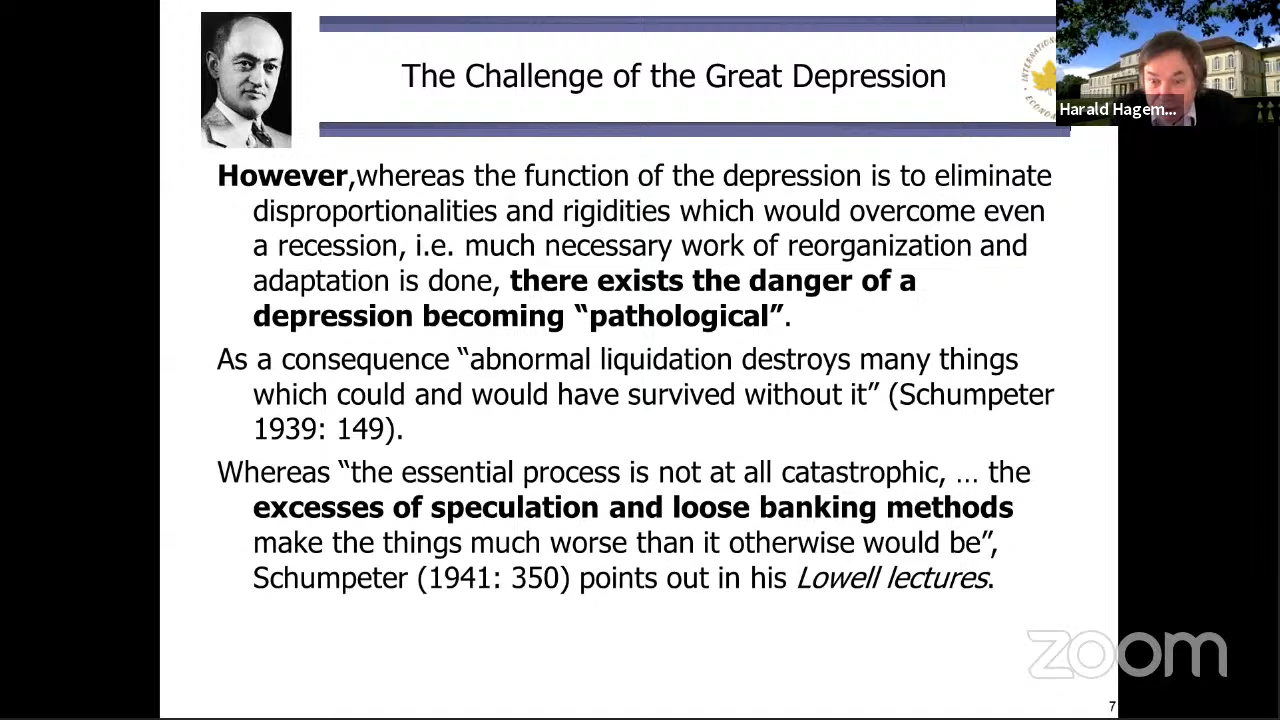 The Challenge of the Great Depression
INTERNATIONAL
ECONO
Harald Hagem...
However,whereas the function of the depression is to eliminate
disproportionalities and rigidities which would overcome even
a recession, i.e. much necessary work of reorganization and
adaptation is done, there exists the danger of a
depression becoming “pathological”.
As a consequence “abnormal liquidation destroys many things
which could and would have survived without it” (Schumpeter
1939: 149).
Whereas “the essential process is not at all catastrophic, … the
excesses of speculation and loose banking methods
make the things much worse than it otherwise would be”,
Schumpeter (1941: 350) points out in his Lowell lectures.
zoom
7